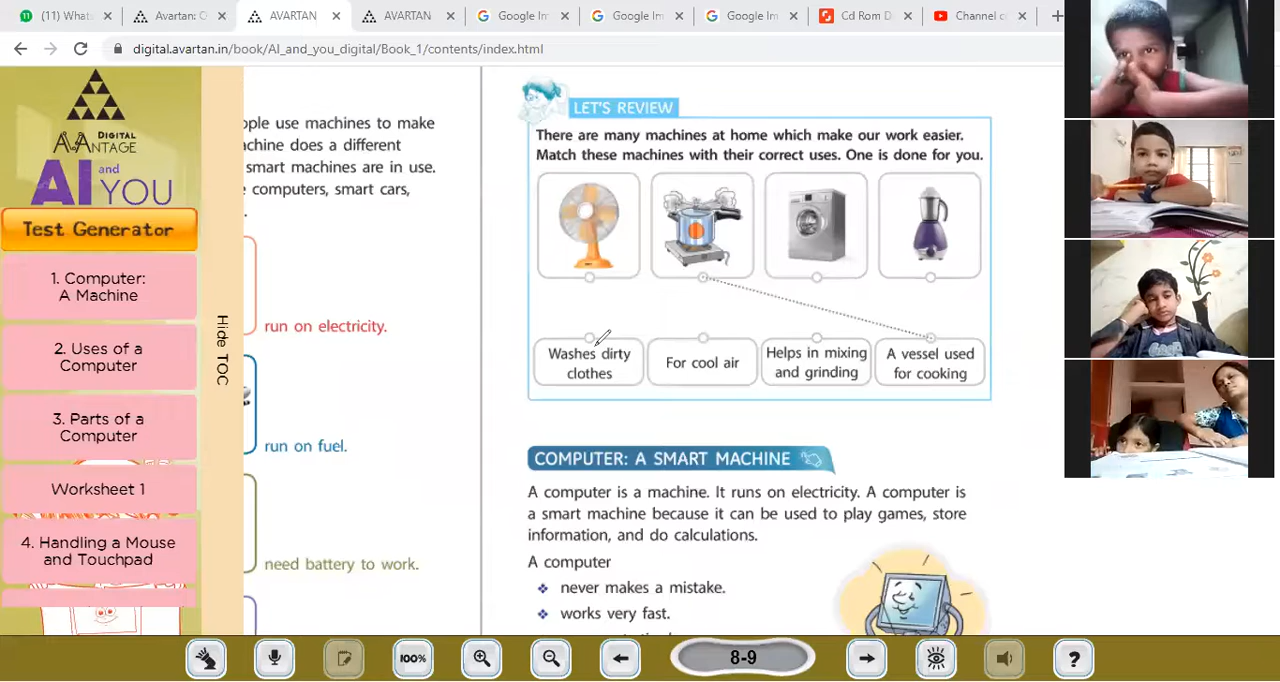 (11) Whats
Avartan: C
AVARTAN
AVARTAN
Google Im
Google Im
Google Im
Cd Rom D
Channel c
digital.avartan.in/book/AI_and_you_digital/Book_1/contents/index.html
DIGITAL
AVANTAGE
AI and
YOU
Test Generator
1. Computer:
A Machine
2. Uses of a
Computer
3. Parts of a
Computer
Worksheet 1
4. Handling a Mouse
and Touchpad
Hide TOC
ople use machines to make
achine does a different
smart machines are in use.
e computers, smart cars,
run on electricity.
run on fuel.
need battery to work.
LET'S REVIEW
There are many machines at home which make our work easier.
Match these machines with their correct uses. One is done for you.
Washes dirty
clothes
For cool air
Helps in mixing
and grinding
A vessel used
for cooking
COMPUTER: A SMART MACHINE
A computer is a machine. It runs on electricity. A computer is
a smart machine because it can be used to play games, store
information, and do calculations.
A computer
❖ never makes a mistake.
❖ works very fast.
100%
8-9
?